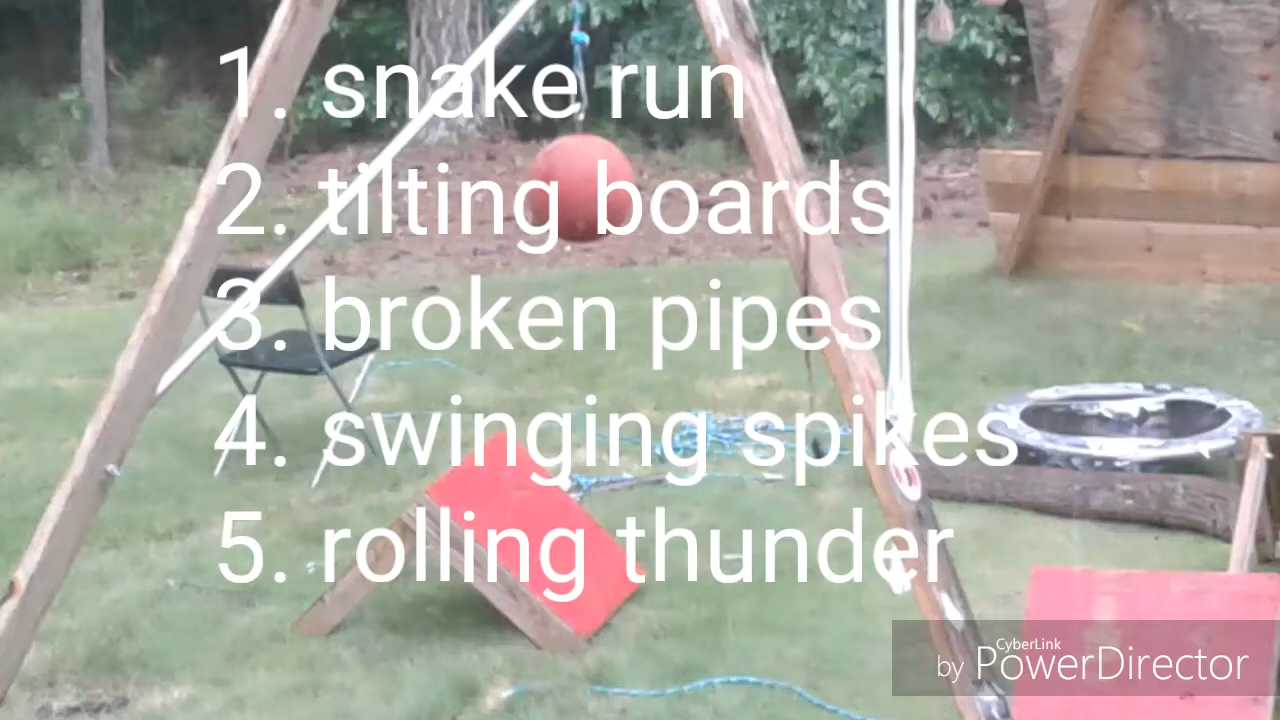 1. snake run
2. tilting boards
3. broken pipes
4. swinging spikes
5. rolling thunder
CyberLink
by PowerDirector